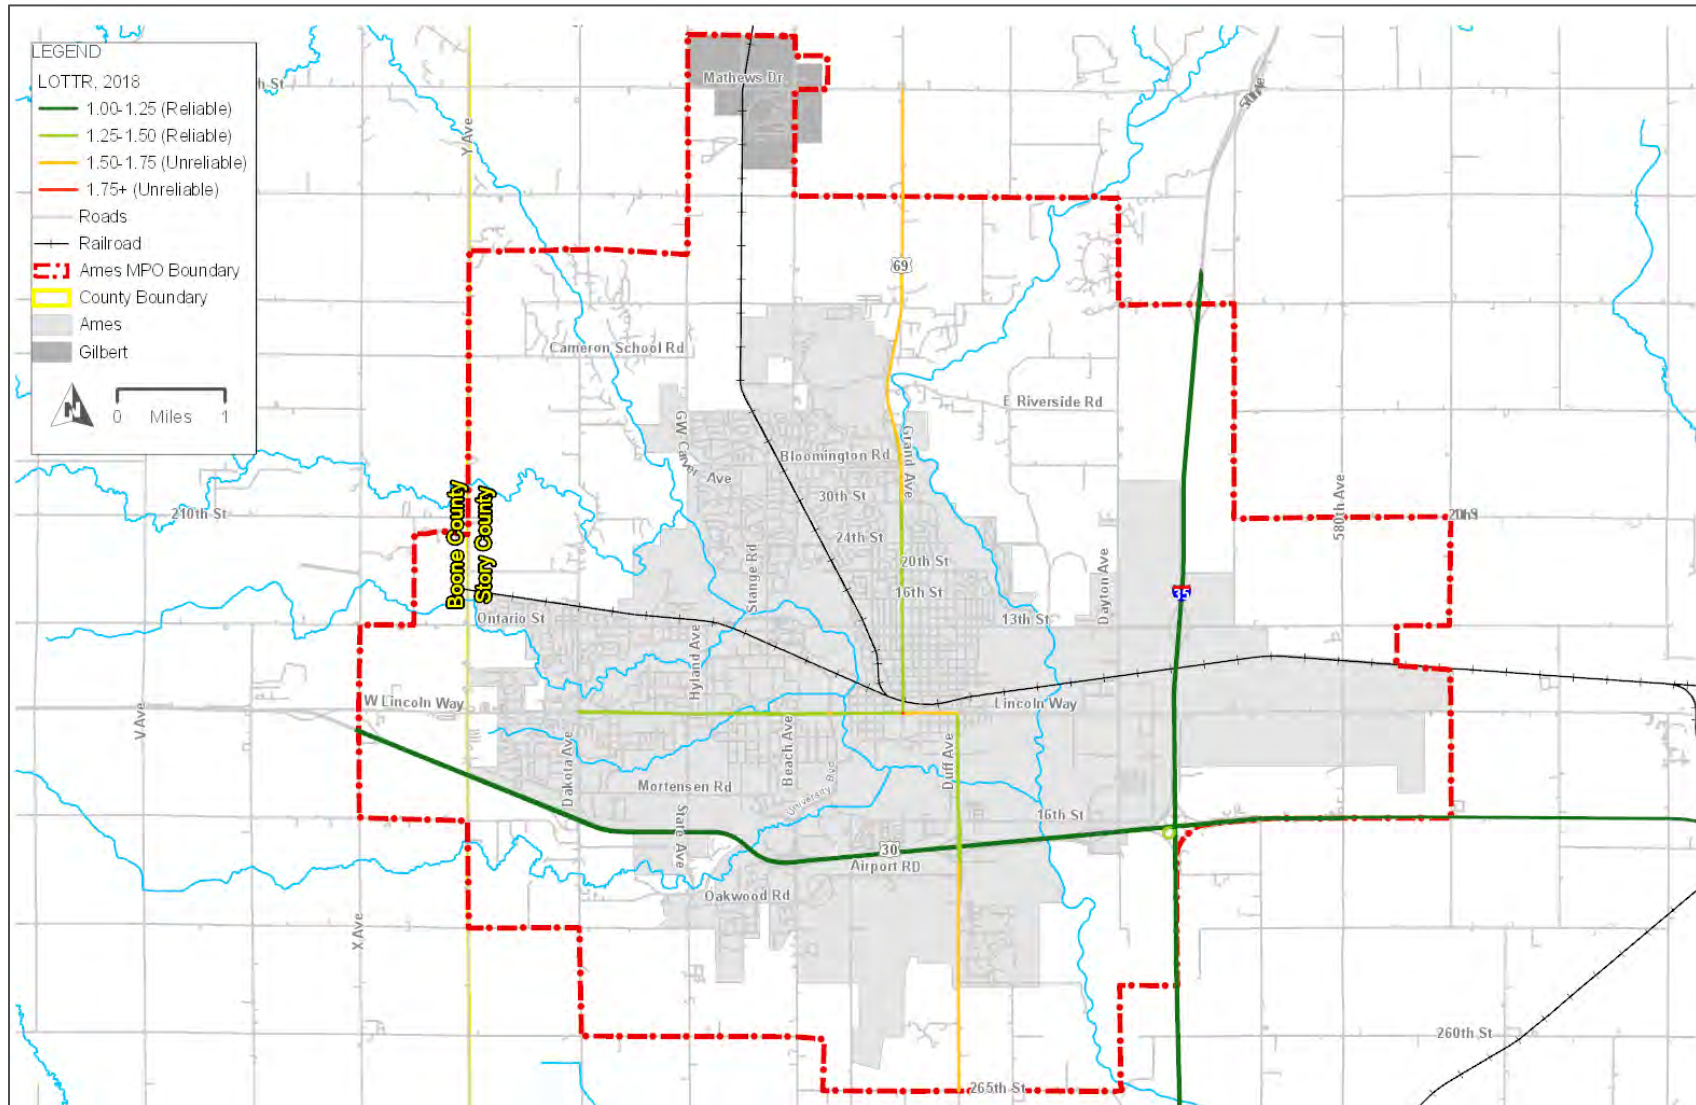 LEGEND
LOTTR, 2018
1.00-1.25 (Reliable)
1.25-1.50 (Reliable)
1.50-1.75 (Unreliable)
1.75+ (Unreliable)
Roads
Railroad
Ames MPO Boundary
County Boundary
Ames
Gilbert
N
0 Miles 1
h St
Y Ave
Mathews Dr
69
Cameron School Rd
E Riverside Rd
GW Carver Ave
Grand Ave
Bloomington Rd
30th St
24th St
20th St
16th St
210th St
Boone County
Story County
580th Ave
Stange Rd
Dayton Ave
35
Ontario St
13th St
Hyland Ave
W Lincoln Way
Lincoln Way
V Ave
Dakota Ave
Beach Ave
Duff Ave
Mortensen Rd
University Blvd
State Ave
16th St
30
Airport RD
Oakwood Rd
X Ave
260th St
265th St